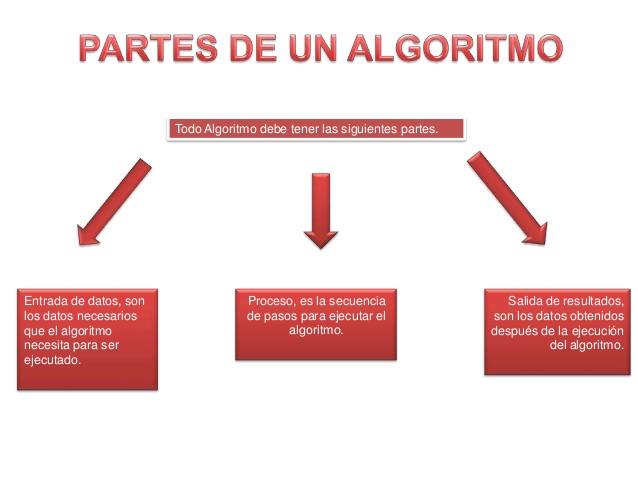 PARTES DE UN ALGORITMO
Todo Algoritmo debe tener las siguientes partes.
Entrada de datos, son
los datos necesarios
que el algoritmo
necesita para ser
ejecutado.
Proceso, es la secuencia
de pasos para ejecutar el
algoritmo.
Salida de resultados,
son los datos obtenidos
después de la ejecución
del algoritmo.